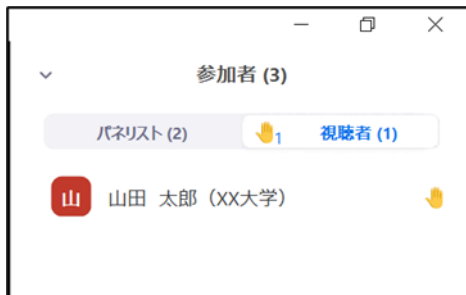 参加者 (3)
パネリスト (2) 1 視聴者 (1)
山 山田 太郎（XX大学）